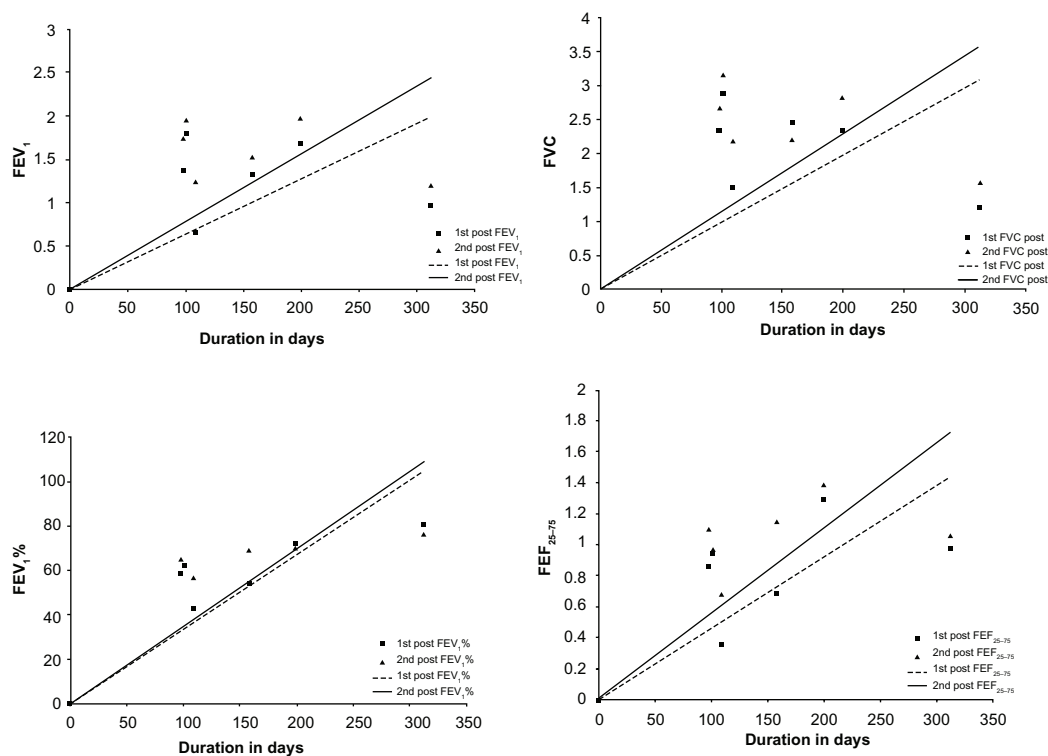 3
2.5
2
1.5
1
0.5
0
FEV₁
0 50 100 150 200 250 300 350
Duration in days
1st post FEV₁
2nd post FEV₁
1st post FEV₁
2nd post FEV₁
4
3.5
3
2.5
2
1.5
1
0.5
0
FVC
0 50 100 150 200 250 300 350
Duration in days
1st FVC post
2nd FVC post
1st FVC post
2nd FVC post
120
100
80
60
40
20
0
FEV₁%
0 50 100 150 200 250 300 350
Duration in days
1st post FEV₁%
2nd post FEV₁%
1st post FEV₁%
2nd post FEV₁%
2
1.8
1.6
1.4
1.2
1
0.8
0.6
0.4
0.2
0
FEF₂₅₋₇₅
0 50 100 150 200 250 300 350
Duration in days
1st post FEF₂₅₋₇₅
2nd post FEF₂₅₋₇₅
1st post FEF₂₅₋₇₅
2nd post FEF₂₅₋₇₅